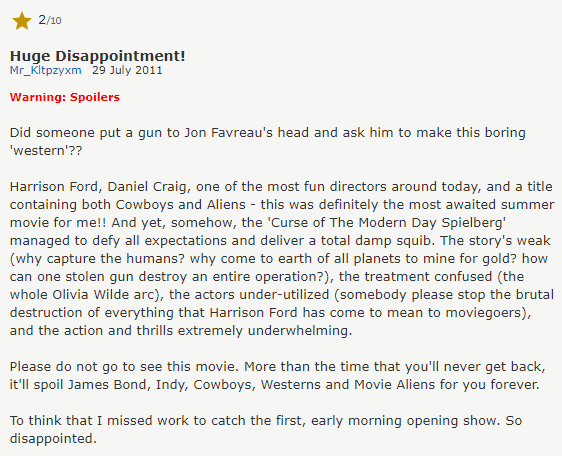 2/10
Huge Disappointment!
Mr_Kltpzyxm 29 July 2011
Warning: Spoilers
Did someone put a gun to Jon Favreau's head and ask him to make this boring
'western'??
Harrison Ford, Daniel Craig, one of the most fun directors around today, and a title
containing both Cowboys and Aliens - this was definitely the most awaited summer
movie for me!! And yet, somehow, the 'Curse of The Modern Day Spielberg'
managed to defy all expectations and deliver a total damp squib. The story's weak
(why capture the humans? why come to earth of all planets to mine for gold? how
can one stolen gun destroy an entire operation?), the treatment confused (the
whole Olivia Wilde arc), the actors under-utilized (somebody please stop the brutal
destruction of everything that Harrison Ford has come to mean to moviegoers),
and the action and thrills extremely underwhelming.
Please do not go to see this movie. More than the time that you'll never get back,
it'll spoil James Bond, Indy, Cowboys, Westerns and Movie Aliens for you forever.
To think that I missed work to catch the first, early morning opening show. So
disappointed.